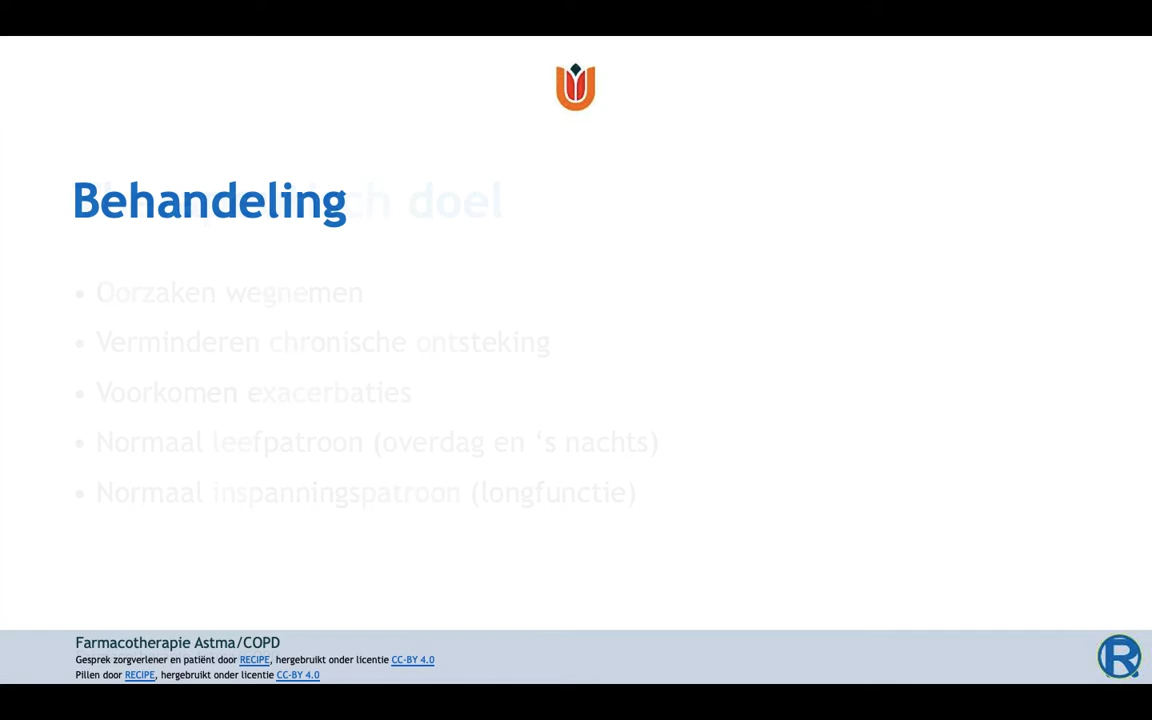 Behandeling
ch doel
• Oorzaken wegnemen
• Verminderen chronische ontsteking
• Voorkomen exacerbaties
• Normaal leefpatroon (overdag en ‘s nachts)
• Normaal inspanningspatroon (longfunctie)
Farmacotherapie Astma/COPD
Gesprek zorgverlener en patiënt door RECIPE, hergebruikt onder licentie CC-BY 4.0
Pillen door RECIPE, hergebruikt onder licentie CC-BY 4.0
R